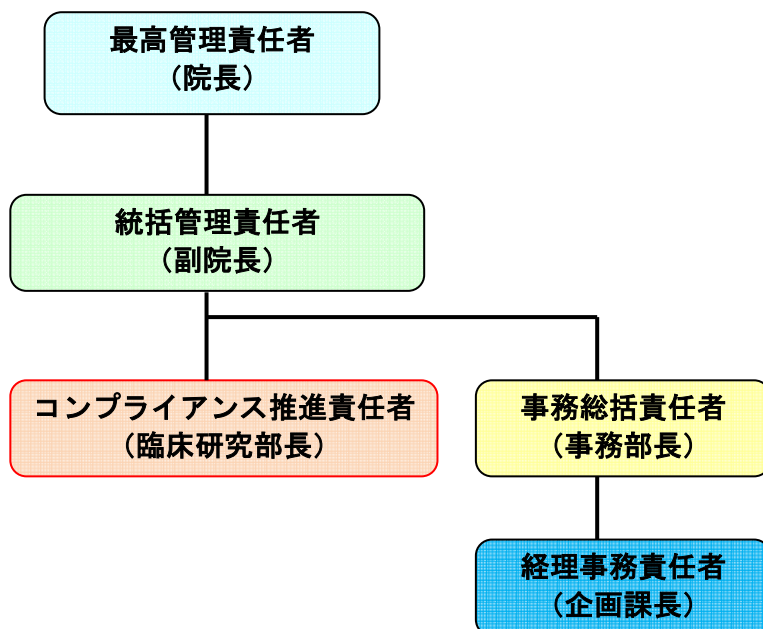 最高管理責任者
（院長）
統括管理責任者
（副院長）
コンプライアンス推進責任者
（臨床研究部長）
事務総括責任者
（事務部長）
経理事務責任者
（企画課長）